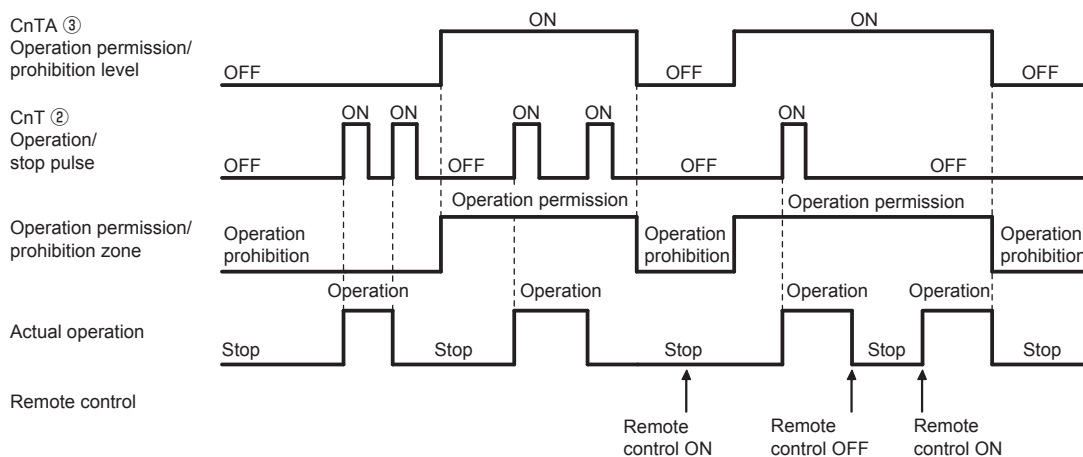 CnTA ③
Operation permission/
prohibition level
OFF
ON
OFF
ON
OFF
CnT ②
Operation/
stop pulse
OFF
ON
ON
OFF
ON
ON
OFF
ON
OFF
Operation permission/
prohibition zone
Operation
prohibition
Operation permission
Operation
prohibition
Operation permission
Operation
prohibition
Actual operation
Stop
Operation
Stop
Operation
Stop
Operation
Stop
Operation
Stop
Remote control
Remote
control ON
Remote
control OFF
Remote
control ON